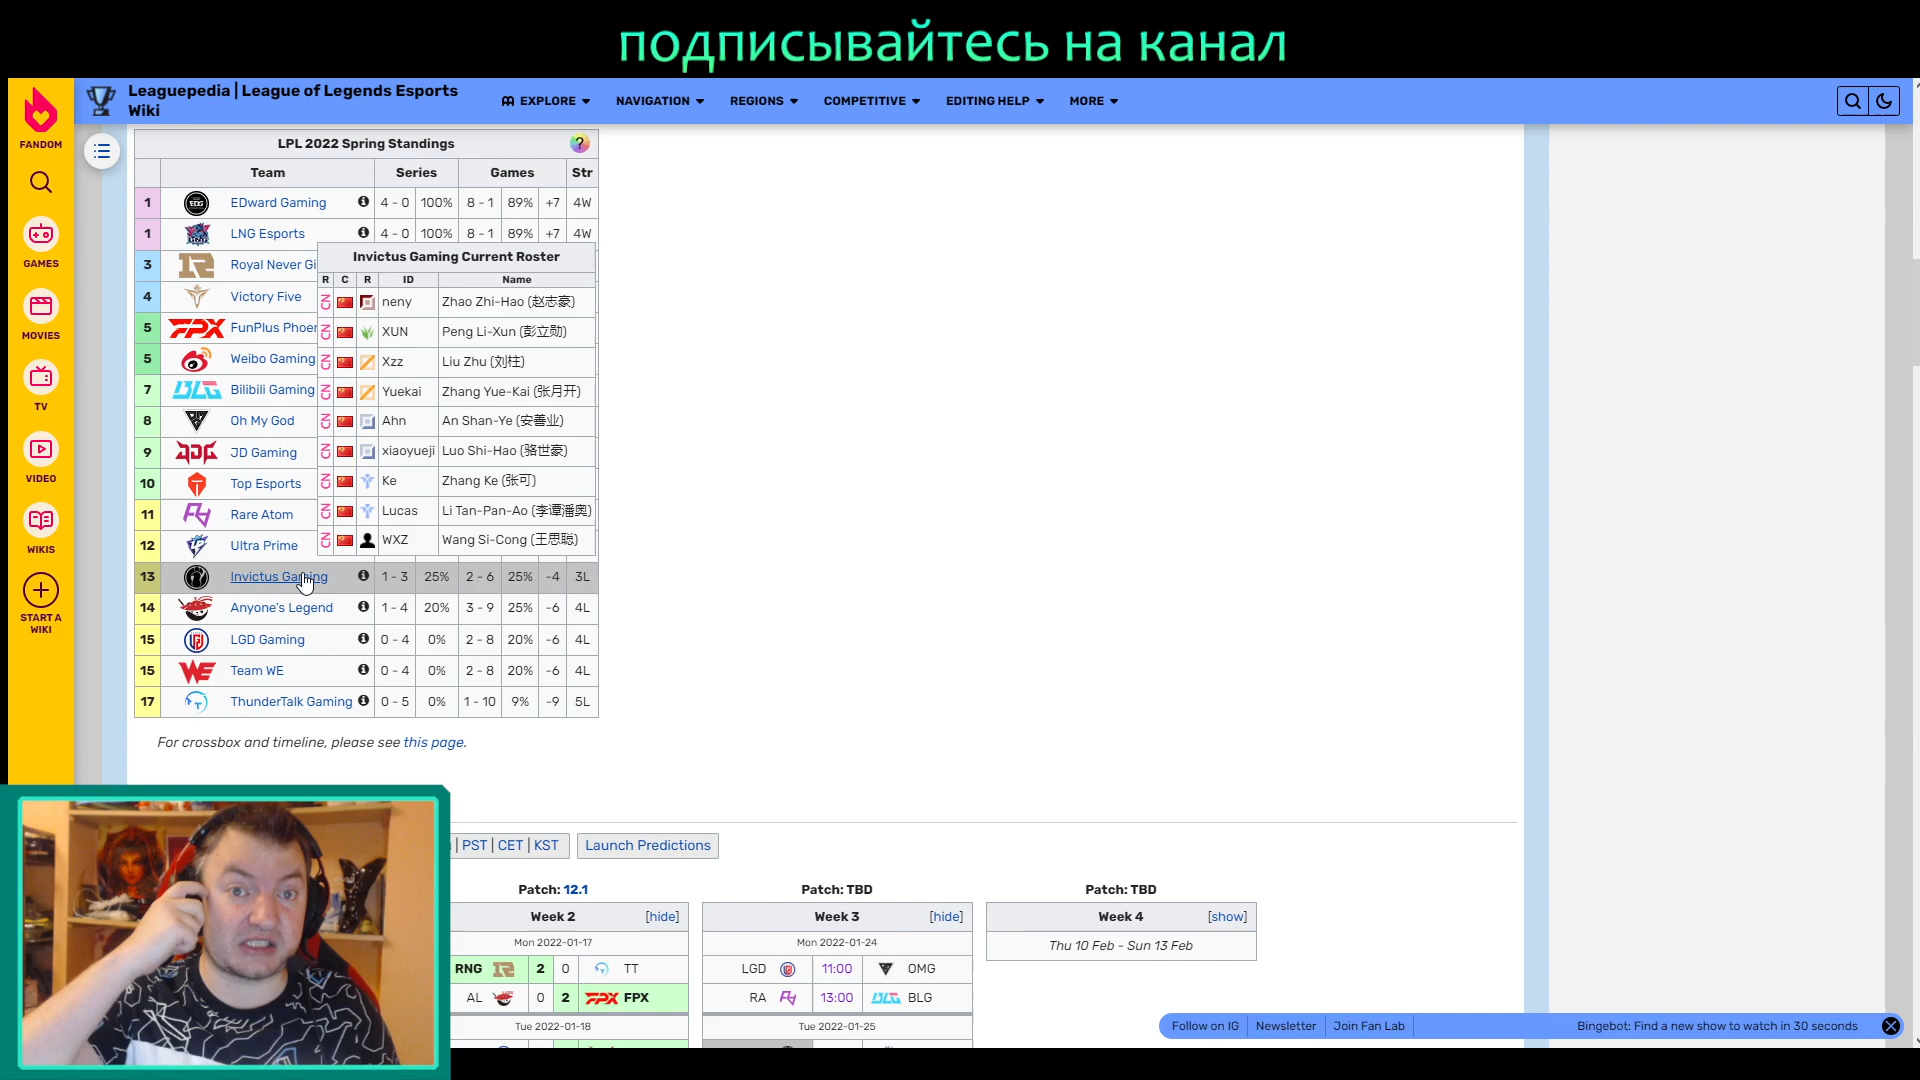 подписывайтесь на канал
Leaguepedia | League of Legends Esports
Wiki
EXPLORE
NAVIGATION
REGIONS
COMPETITIVE
EDITING HELP
MORE
FANDOM
GAMES
MOVIES
TV
VIDEO
WIKIS
START A
WIKI
LPL 2022 Spring Standings ?
Team Series Games Str
1 EDward Gaming 4 - 0 100% 8 - 1 89% +7 4W
1 LNG Esports 4 - 0 100% 8 - 1 89% +7 4W
3 Royal Never Gi
4 Victory Five
5 FPX FunPlus Phoen
5 Weibo Gaming
7 BLG Bilibili Gaming
8 Oh My God
9 JDG JD Gaming
10 Top Esports
11 Rare Atom
12 Ultra Prime
Invictus Gaming Current Roster
R C R ID Name
CN neny Zhao Zhi-Hao (赵志豪)
CN XUN Peng Li-Xun (彭立勋)
CN Xzz Liu Zhu (刘柱)
CN Yuekai Zhang Yue-Kai (张月开)
CN Ahn An Shan-Ye (安善业)
CN xiaoyueji Luo Shi-Hao (骆世豪)
CN Ke Zhang Ke (张可)
CN Lucas Li Tan-Pan-Ao (李谭潘奥)
CN WXZ Wang Si-Cong (王思聪)
13 Invictus Gaming 1 - 3 25% 2 - 6 25% -4 3L
14 Anyone's Legend 1 - 4 20% 3 - 9 25% -6 4L
15 LGD Gaming 0 - 4 0% 2 - 8 20% -6 4L
15 WE Team WE 0 - 4 0% 2 - 8 20% -6 4L
17 ThunderTalk Gaming 0 - 5 0% 1 - 10 9% -9 5L
For crossbox and timeline, please see this page.
| PST | CET | KST
Launch Predictions
Patch: 12.1
Week 2 [hide]
Mon 2022-01-17
RNG 2 0 TT
AL 0 2 FPX FPX
Tue 2022-01-18
Patch: TBD
Week 3 [hide]
Mon 2022-01-24
LGD 11:00 OMG
RA 13:00 BLG BLG
Tue 2022-01-25
Patch: TBD
Week 4 [show]
Thu 10 Feb - Sun 13 Feb
Follow on IG
Newsletter
Join Fan Lab
Bingebot: Find a new show to watch in 30 seconds